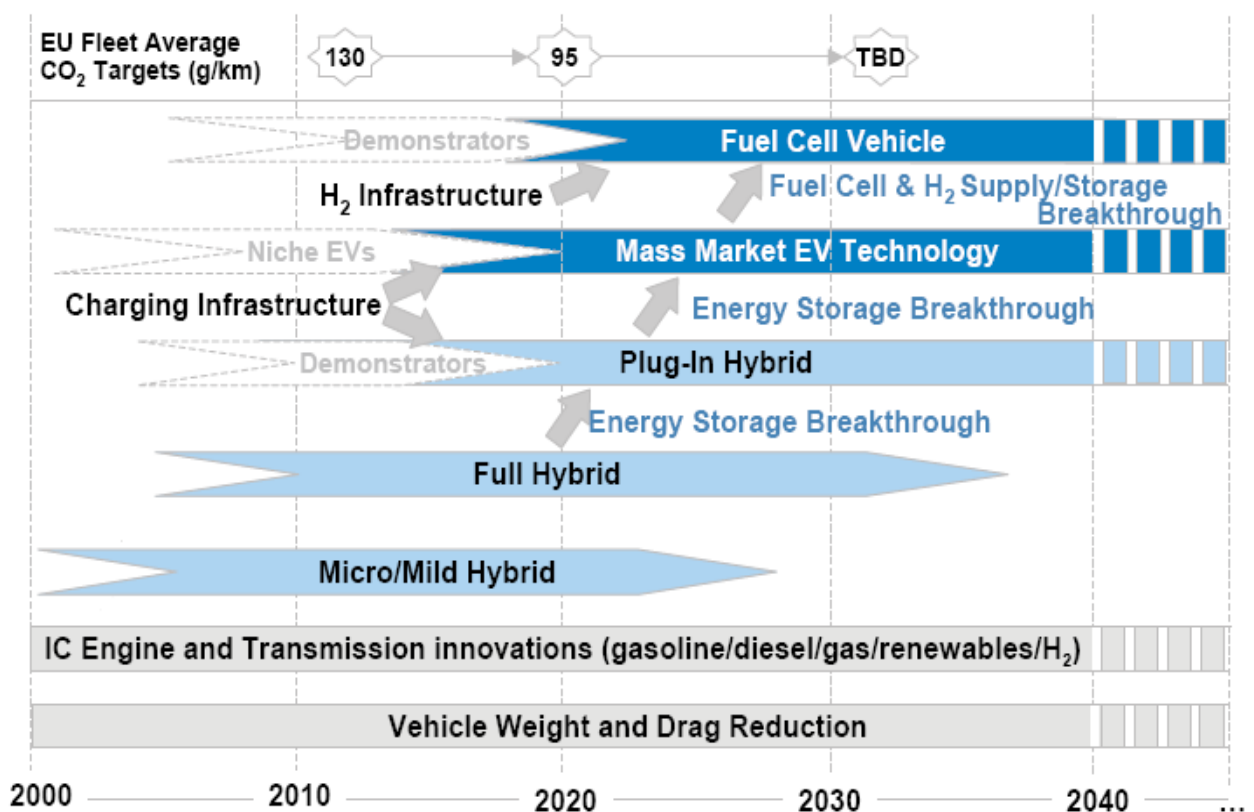 EU Fleet Average
CO₂ Targets (g/km)
130
95
TBD
Demonstrators
Fuel Cell Vehicle
H₂ Infrastructure
Fuel Cell & H₂ Supply/Storage
Breakthrough
Niche EVs
Mass Market EV Technology
Charging Infrastructure
Energy Storage Breakthrough
Demonstrators
Plug-In Hybrid
Energy Storage Breakthrough
Full Hybrid
Micro/Mild Hybrid
IC Engine and Transmission innovations (gasoline/diesel/gas/renewables/H₂)
Vehicle Weight and Drag Reduction
2000 2010 2020 2030 2040 ...